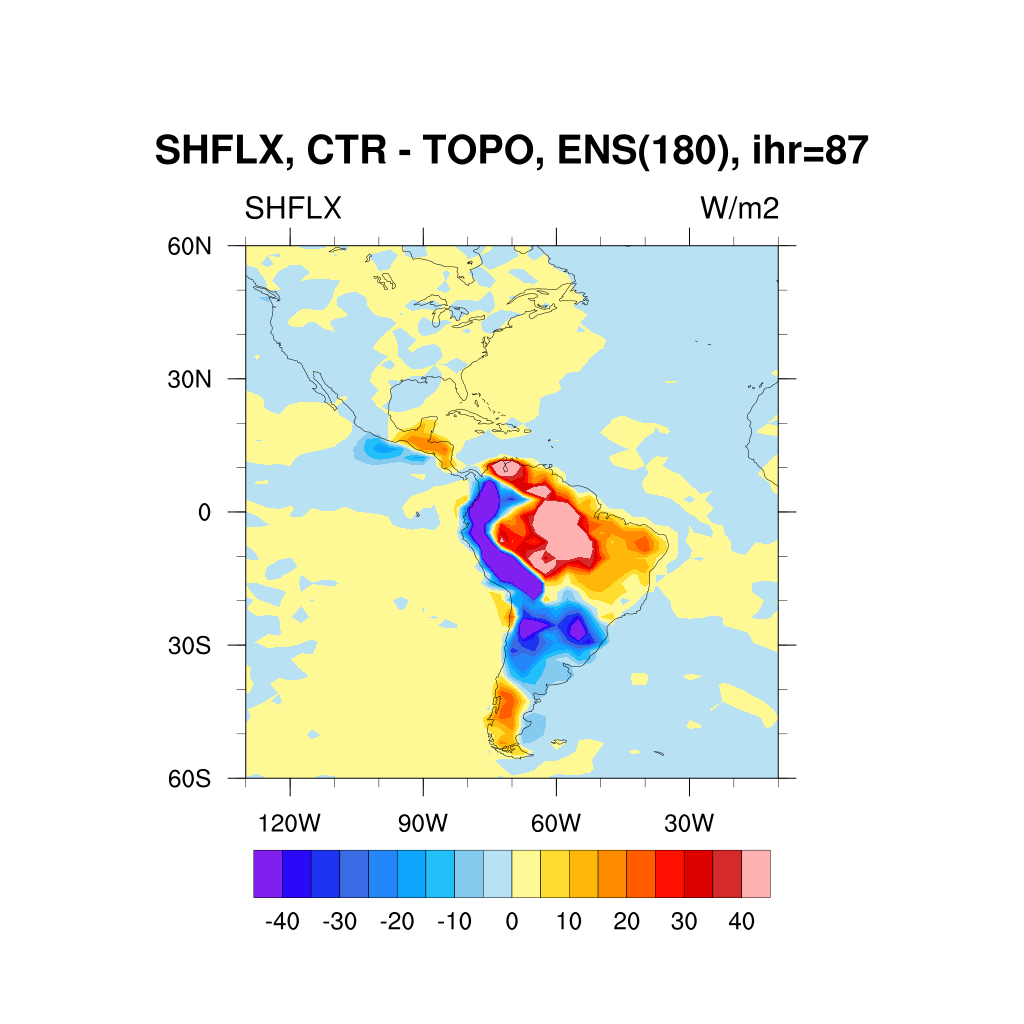 SHFLX, CTR - TOPO, ENS(180), ihr=87
SHFLX W/m2
60N
30N
0
30S
60S
120W 90W 60W 30W
-40 -30 -20 -10 0 10 20 30 40